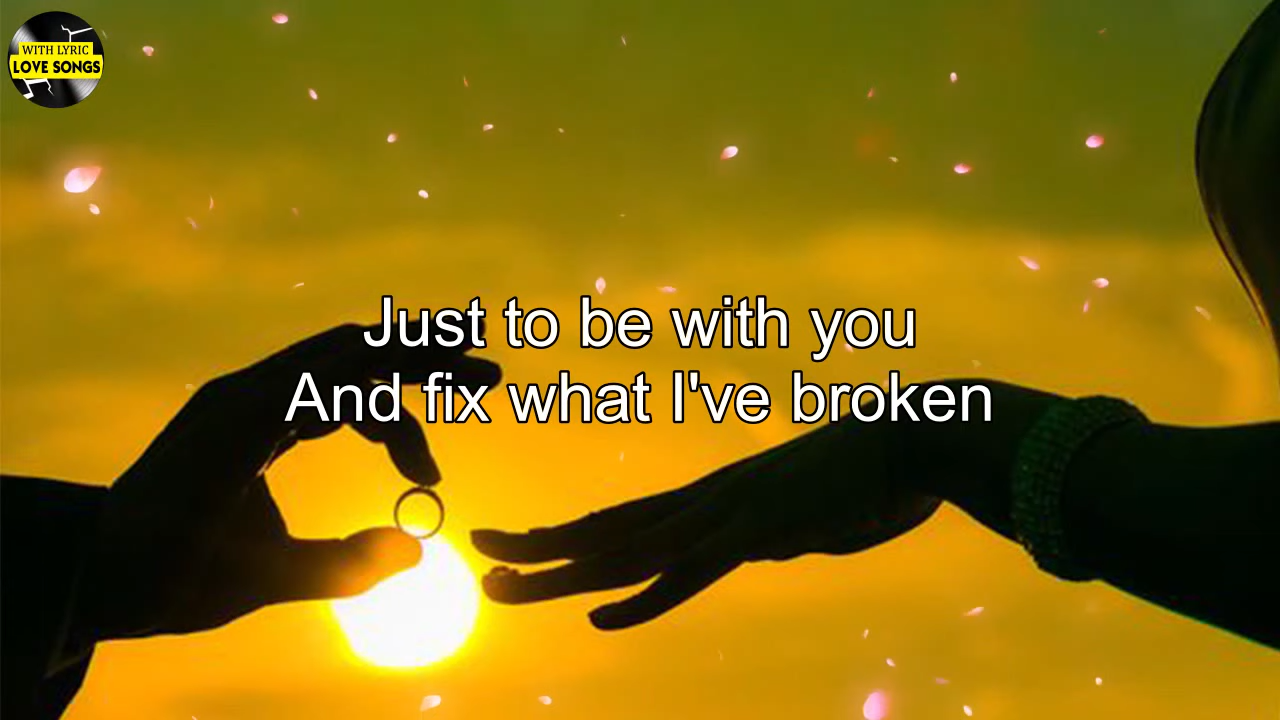 WITH LYRIC
LOVE SONGS
Just to be with you
And fix what I've broken